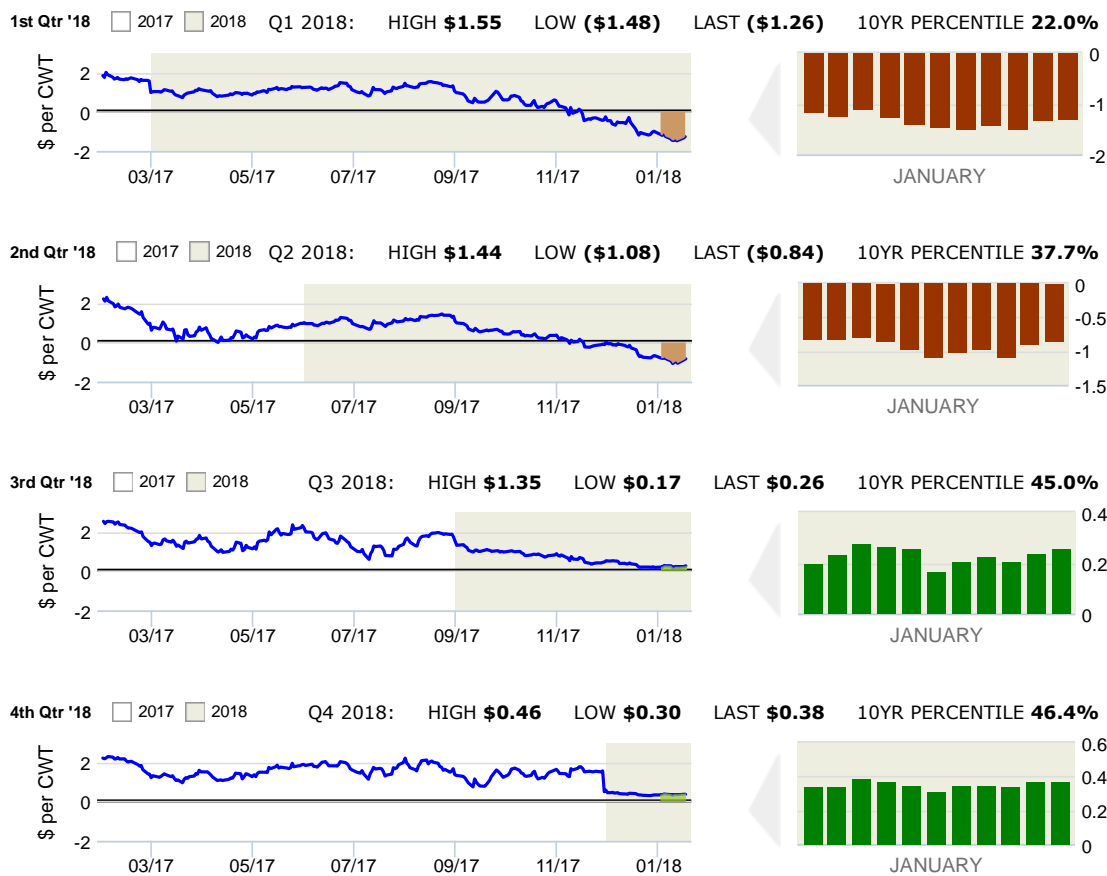 1st Qtr '18 2017 2018 Q1 2018: HIGH $1.55 LOW ($1.48) LAST ($1.26) 10YR PERCENTILE 22.0%
$ per CWT
2
0
-2
03/17 05/17 07/17 09/17 11/17 01/18
0
-1
-2
JANUARY
2nd Qtr '18 2017 2018 Q2 2018: HIGH $1.44 LOW ($1.08) LAST ($0.84) 10YR PERCENTILE 37.7%
$ per CWT
2
0
-2
03/17 05/17 07/17 09/17 11/17 01/18
0
-0.5
-1
-1.5
JANUARY
3rd Qtr '18 2017 2018 Q3 2018: HIGH $1.35 LOW $0.17 LAST $0.26 10YR PERCENTILE 45.0%
$ per CWT
2
0
-2
03/17 05/17 07/17 09/17 11/17 01/18
0.4
0.2
0
JANUARY
4th Qtr '18 2017 2018 Q4 2018: HIGH $0.46 LOW $0.30 LAST $0.38 10YR PERCENTILE 46.4%
$ per CWT
2
0
-2
03/17 05/17 07/17 09/17 11/17 01/18
0.6
0.4
0.2
0
JANUARY